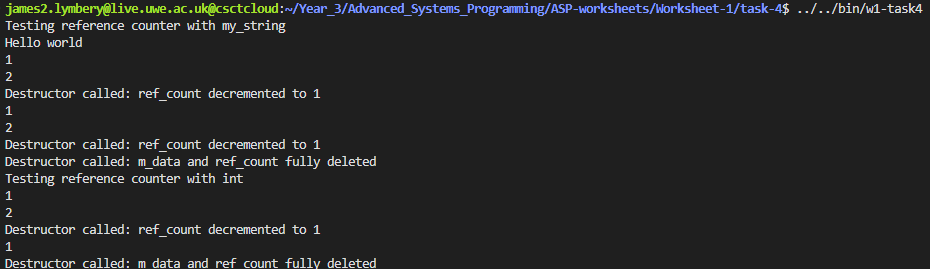 james2.lymbery@live.uwe.ac.uk@csctcloud:~/Year_3/Advanced_Systems_Programming/ASP-worksheets/Worksheet-1/task-4$ ../../bin/w1-task4
Testing reference counter with my_string
Hello world
1
2
Destructor called: ref_count decremented to 1
1
2
Destructor called: ref_count decremented to 1
Destructor called: m_data and ref_count fully deleted
Testing reference counter with int
1
2
Destructor called: ref_count decremented to 1
1
Destructor called: m_data and ref_count fully deleted